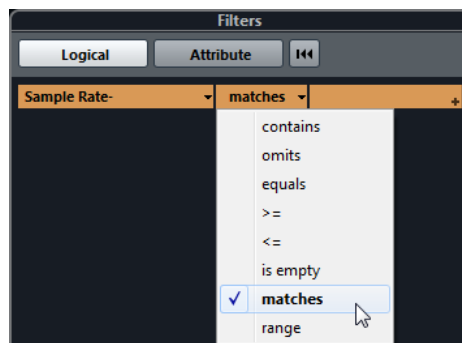 Filters
Logical Attribute
Sample Rate- matches
contains
omits
equals
>=
<=
is empty
matches
range